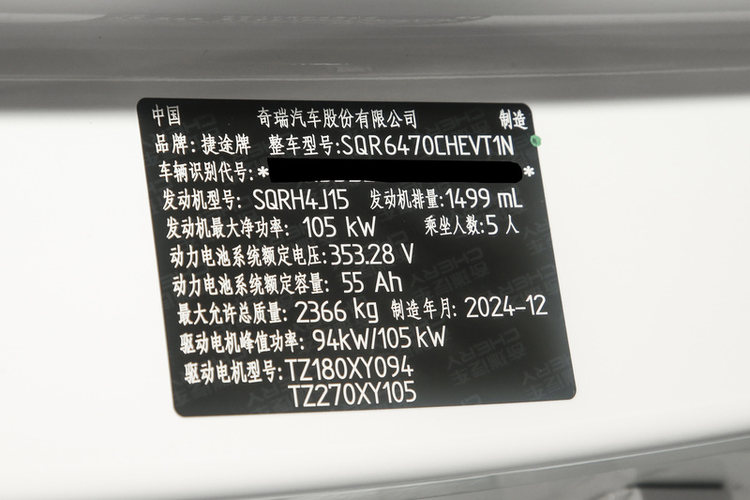 中国 奇瑞汽车股份有限公司 制造
品牌: 捷途牌 整车型号: SQR6470CHEVT1N
车辆识别代号: * *
发动机型号: SQRH4J15 发动机排量: 1499 mL
发动机最大净功率: 105 kW 乘坐人数: 5 人
动力电池系统额定电压: 353.28 V
动力电池系统额定容量: 55 Ah
最大允许总质量: 2366 kg 制造年月: 2024-12
驱动电机峰值功率: 94kW/105 kW
驱动电机型号: TZ180XY094
TZ270XY105